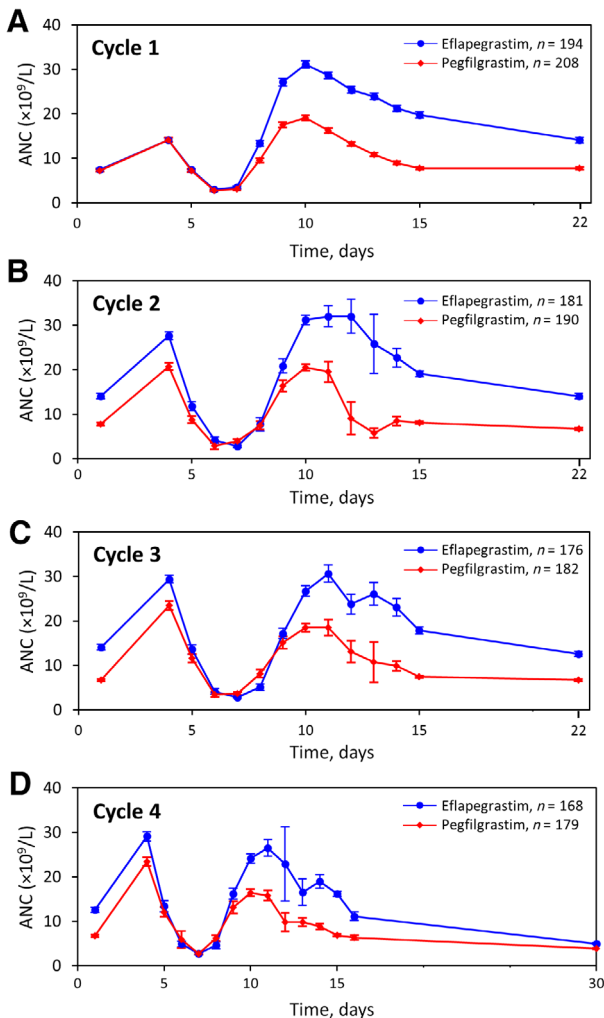 A
Cycle 1
Eflapegrastim, n = 194
Pegfilgrastim, n = 208
ANC (×10⁹/L)
40
30
20
10
0
0 5 10 15 22
Time, days
B
Cycle 2
Eflapegrastim, n = 181
Pegfilgrastim, n = 190
ANC (×10⁹/L)
40
30
20
10
0
0 5 10 15 22
Time, days
C
Cycle 3
Eflapegrastim, n = 176
Pegfilgrastim, n = 182
ANC (×10⁹/L)
40
30
20
10
0
0 5 10 15 22
Time, days
D
Cycle 4
Eflapegrastim, n = 168
Pegfilgrastim, n = 179
ANC (×10⁹/L)
40
30
20
10
0
0 5 10 15 30
Time, days